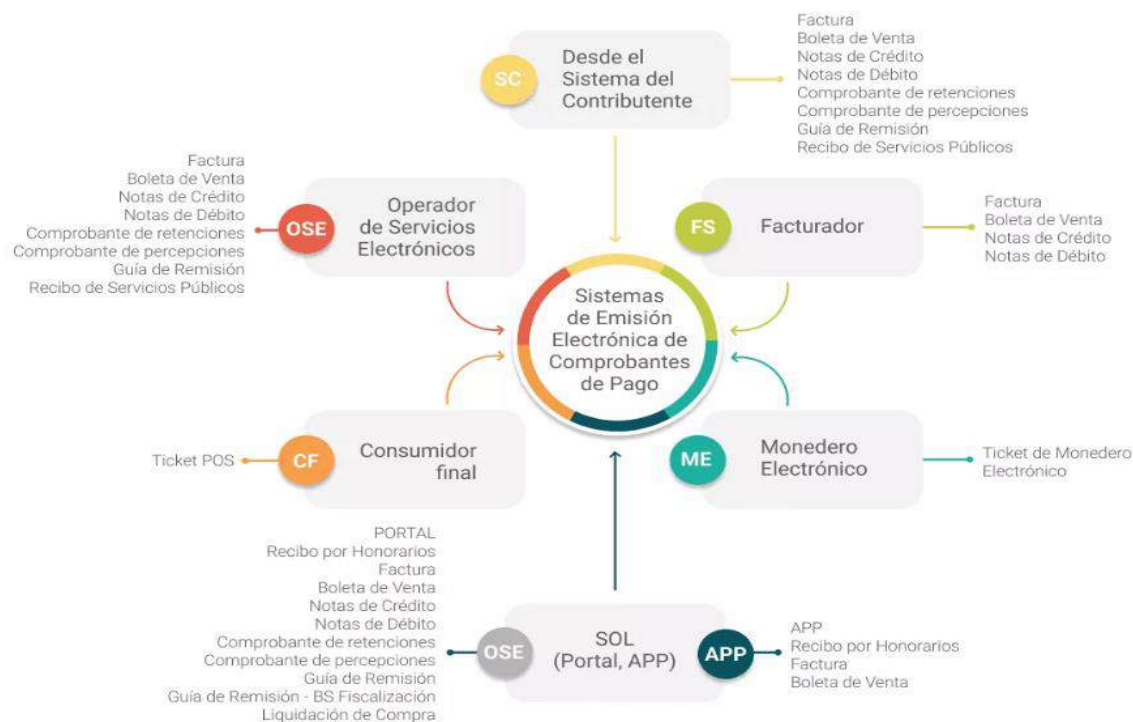 SC
Desde el
Sistema del
Contributente
Factura
Boleta de Venta
Notas de Crédito
Notas de Débito
Comprobante de retenciones
Comprobante de percepciones
Guía de Remisión
Recibo de Servicios Públicos
Factura
Boleta de Venta
Notas de Crédito
Notas de Débito
Comprobante de retenciones
Comprobante de percepciones
Guía de Remisión
Recibo de Servicios Públicos
OSE
Operador
de Servicios
Electrónicos
FS
Facturador
Factura
Boleta de Venta
Notas de Crédito
Notas de Débito
Sistemas
de Emisión
Electrónica de
Comprobantes
de Pago
Ticket POS
CF
Consumidor
final
ME
Monedero
Electrónico
Ticket de Monedero
Electrónico
PORTAL
Recibo por Honorarios
Factura
Boleta de Venta
Notas de Crédito
Notas de Débito
Comprobante de retenciones
Comprobante de percepciones
Guía de Remisión
Guía de Remisión - BS Fiscalización
Liquidación de Compra
OSE
SOL
(Portal, APP)
APP
APP
Recibo por Honorarios
Factura
Boleta de Venta